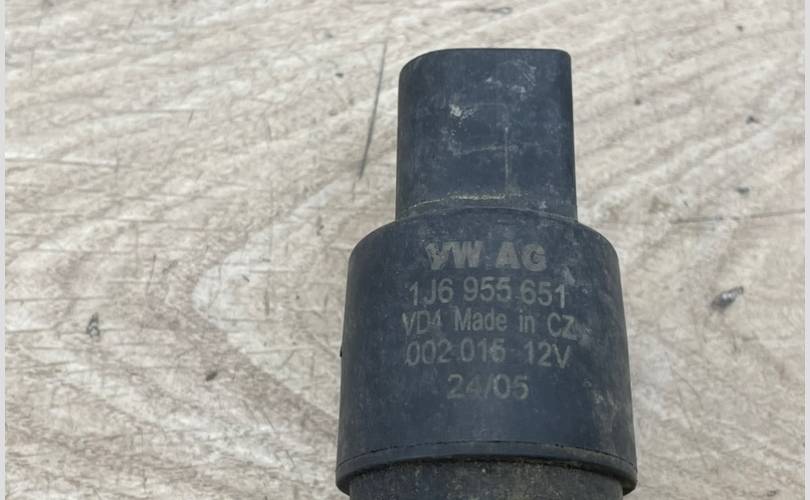 VW AG
1J6 955 651
VD4 Made in CZ
002 015 12V
24/05